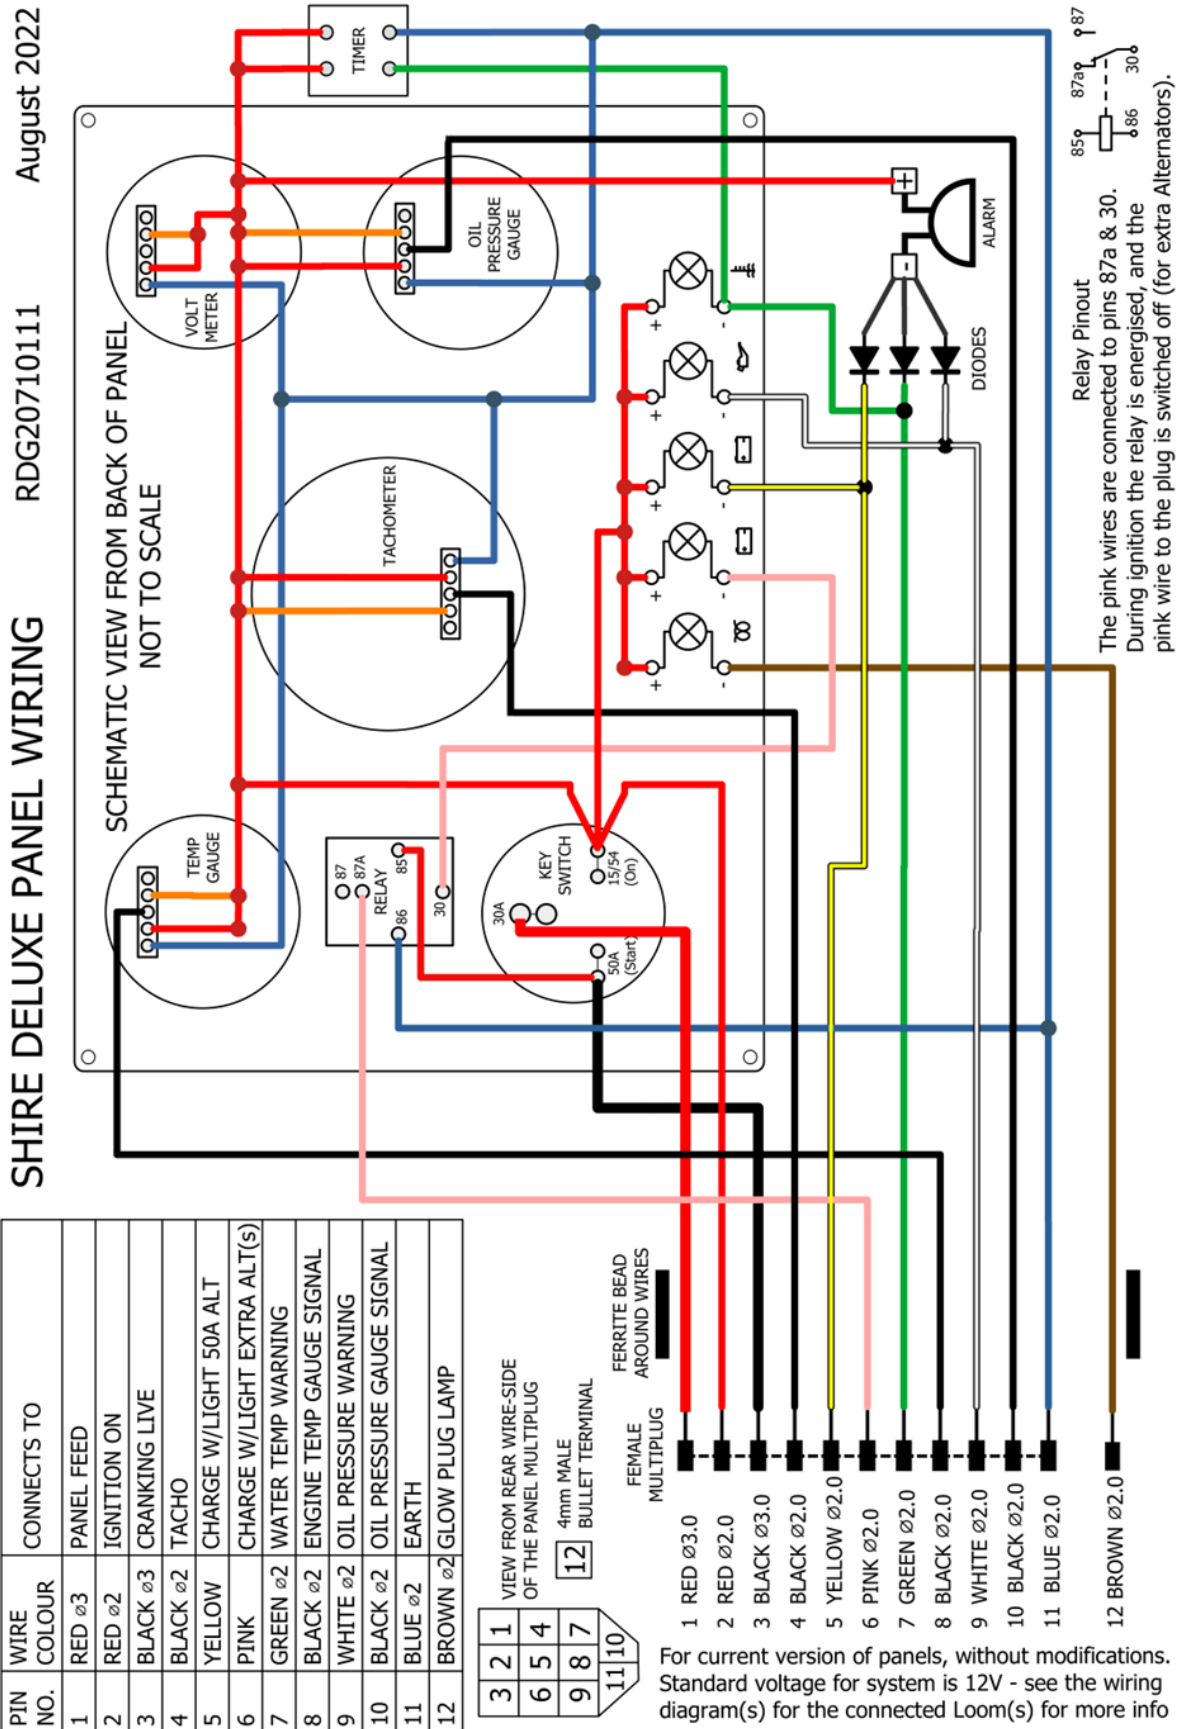 SHIRE DELUXE PANEL WIRING
RDG20710111
August 2022
SCHEMATIC VIEW FROM BACK OF PANEL
NOT TO SCALE
TIMER
VOLT
METER
OIL
PRESSURE
GAUGE
TACHOMETER
TEMP
GAUGE
87
87A
RELAY
85
86
30
KEY
SWITCH
30A
15/54
(On)
50A
(Start)
+
-
+
-
+
-
+
-
+
-
+
-
ALARM
DIODES
85
86
87a
87
30
Relay Pinout
The pink wires are connected to pins 87a & 30.
During ignition the relay is energised, and the
pink wire to the plug is switched off (for extra Alternators).
PIN NO. WIRE COLOUR CONNECTS TO
1 RED ø3 PANEL FEED
2 RED ø2 IGNITION ON
3 BLACK ø3 CRANKING LIVE
4 BLACK ø2 TACHO
5 YELLOW CHARGE W/LIGHT 50A ALT
6 PINK CHARGE W/LIGHT EXTRA ALT(s)
7 GREEN ø2 WATER TEMP WARNING
8 BLACK ø2 ENGINE TEMP GAUGE SIGNAL
9 WHITE ø2 OIL PRESSURE WARNING
10 BLACK ø2 OIL PRESSURE GAUGE SIGNAL
11 BLUE ø2 EARTH
12 BROWN ø2 GLOW PLUG LAMP
3 2 1
6 5 4
9 8 7
11 10
VIEW FROM REAR WIRE-SIDE
OF THE PANEL MULTIPLUG
12
4mm MALE
BULLET TERMINAL
FERRITE BEAD
AROUND WIRES
FEMALE
MULTIPLUG
1 RED Ø3.0
2 RED Ø2.0
3 BLACK Ø3.0
4 BLACK Ø2.0
5 YELLOW Ø2.0
6 PINK Ø2.0
7 GREEN Ø2.0
8 BLACK Ø2.0
9 WHITE Ø2.0
10 BLACK Ø2.0
11 BLUE Ø2.0
12 BROWN Ø2.0
For current version of panels, without modifications.
Standard voltage for system is 12V - see the wiring
diagram(s) for the connected Loom(s) for more info